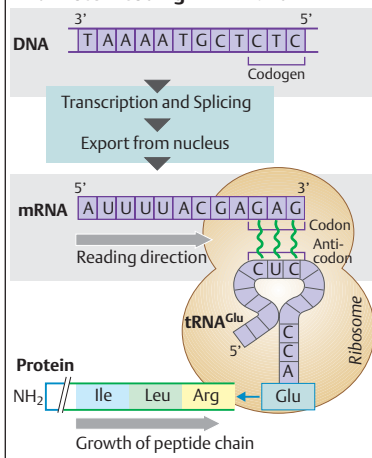 3' 5'
DNA T A A A A T G C T C T C
Codogen
Transcription and Splicing
Export from nucleus
5' 3'
mRNA A U U U U A C G A G A G
Codon
Reading direction
Anti-
codon
C U C
tRNA^Glu
5'
C
C
A
Ribosome
Protein
NH₂ Ile Leu Arg Glu
Growth of peptide chain